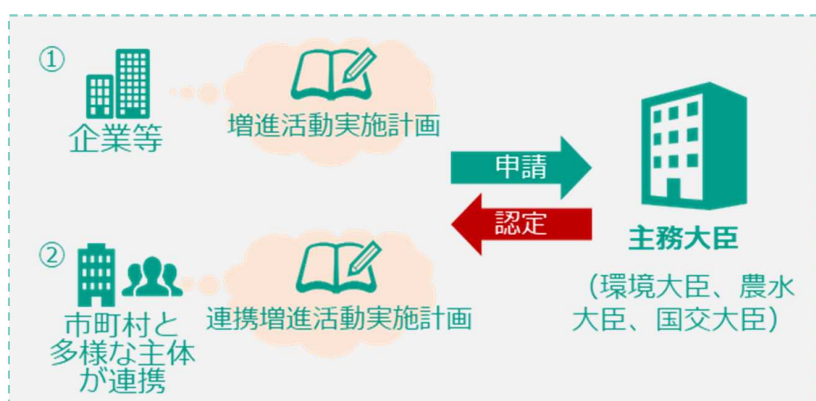 ①
企業等
増進活動実施計画
②
市町村と
多様な主体
が連携
連携増進活動実施計画
申請
認定
主務大臣
（環境大臣、農水
大臣、国交大臣）